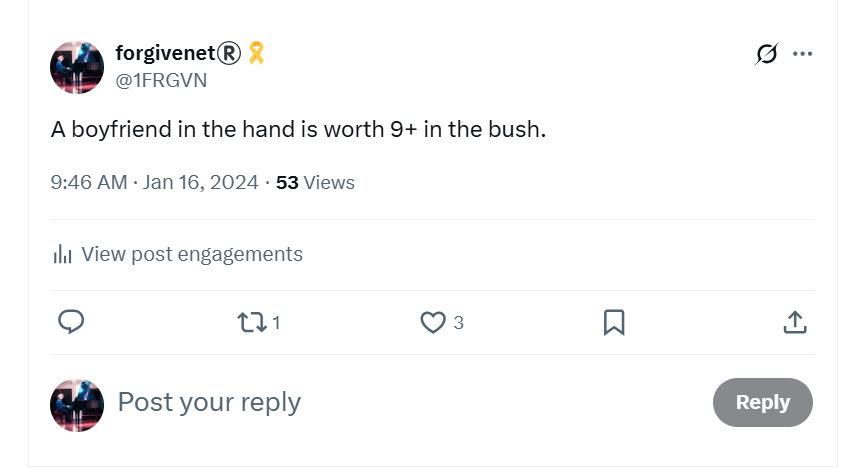 forgivenet®🎗️
@1FRGVN
A boyfriend in the hand is worth 9+ in the bush.
9:46 AM · Jan 16, 2024 · 53 Views
View post engagements
1 3
Post your reply Reply